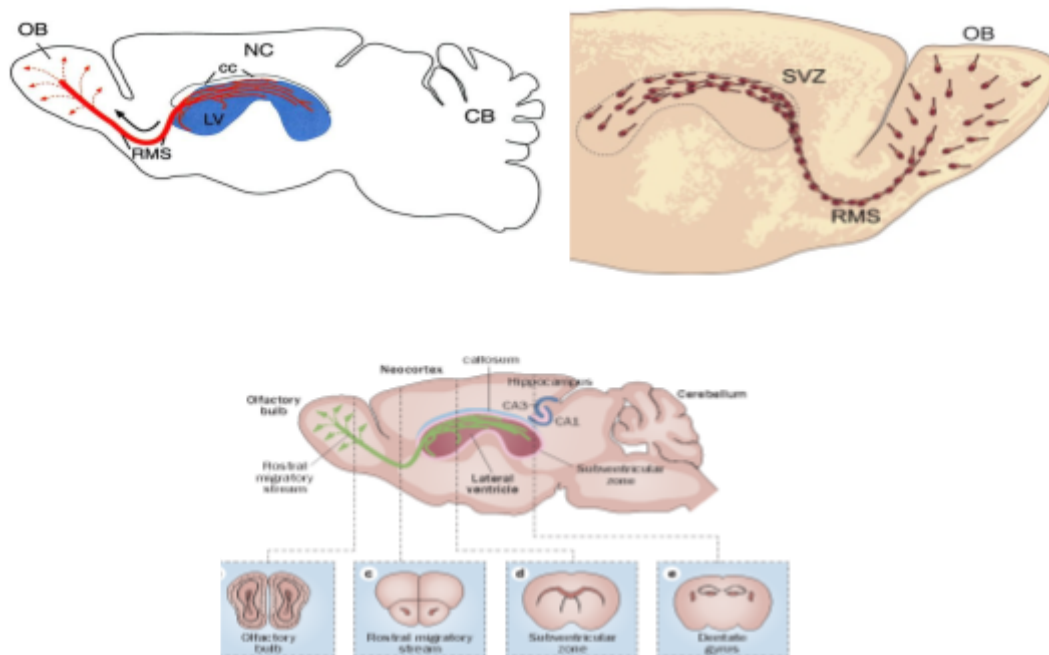 OB
NC
cc
LV
CB
RMS
OB
SVZ
RMS
callosum
Neocortex
Hippocampus
Olfactory
bulb
CA3
Cerebellum
CA1
Rostral
migratory
stream
Lateral
ventricle
Subventricular
zone
c
d
e
Olfactory
bulb
Rostral migratory
stream
Subventricular
zone
Dentate
gyrus